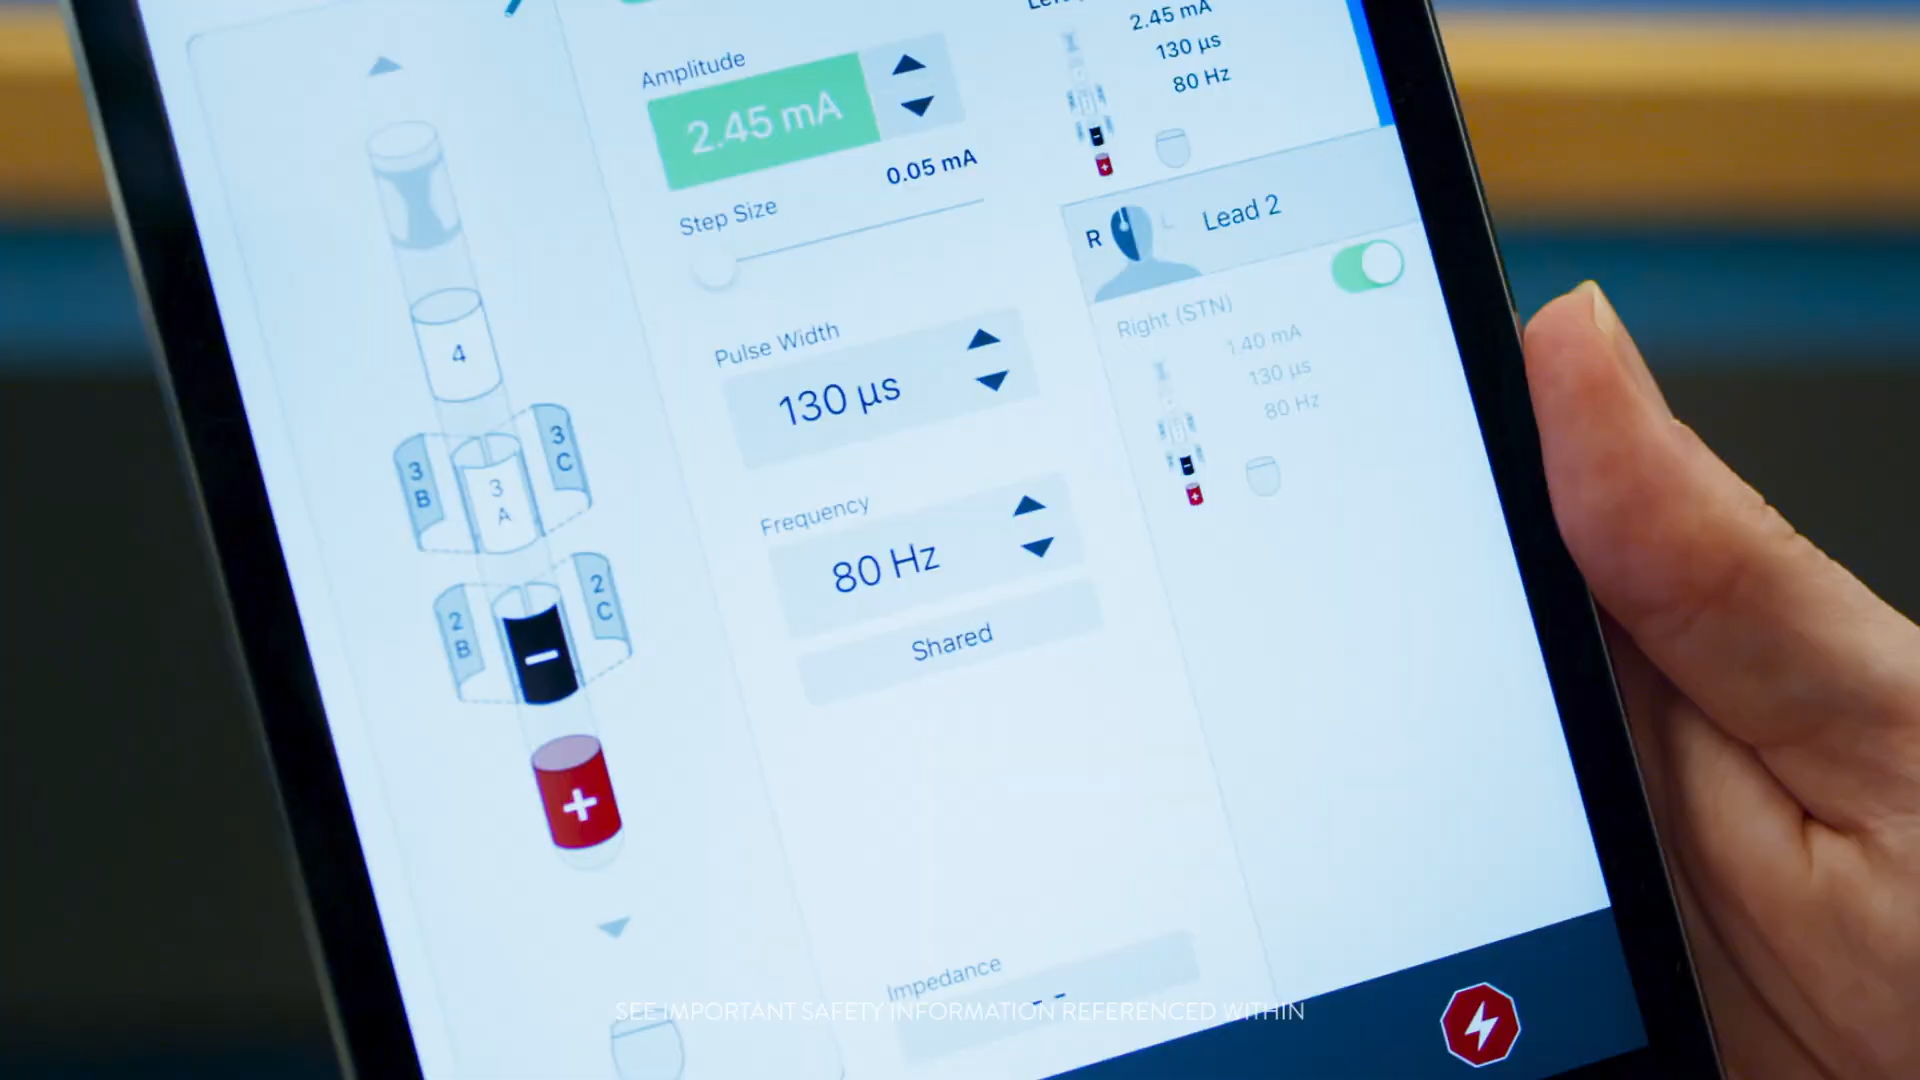 Amplitude
2.45 mA
0.05 mA
Step Size
Pulse Width
130 µs
Frequency
80 Hz
Shared
Impedance
- -
4
3
B
3
A
3
C
2
B
2
C
−
+
2.45 mA
130 µs
80 Hz
-
+
R
L
Lead 2
Right (STN)
1.40 mA
130 µs
80 Hz
-
+
SEE IMPORTANT SAFETY INFORMATION REFERENCED WITHIN